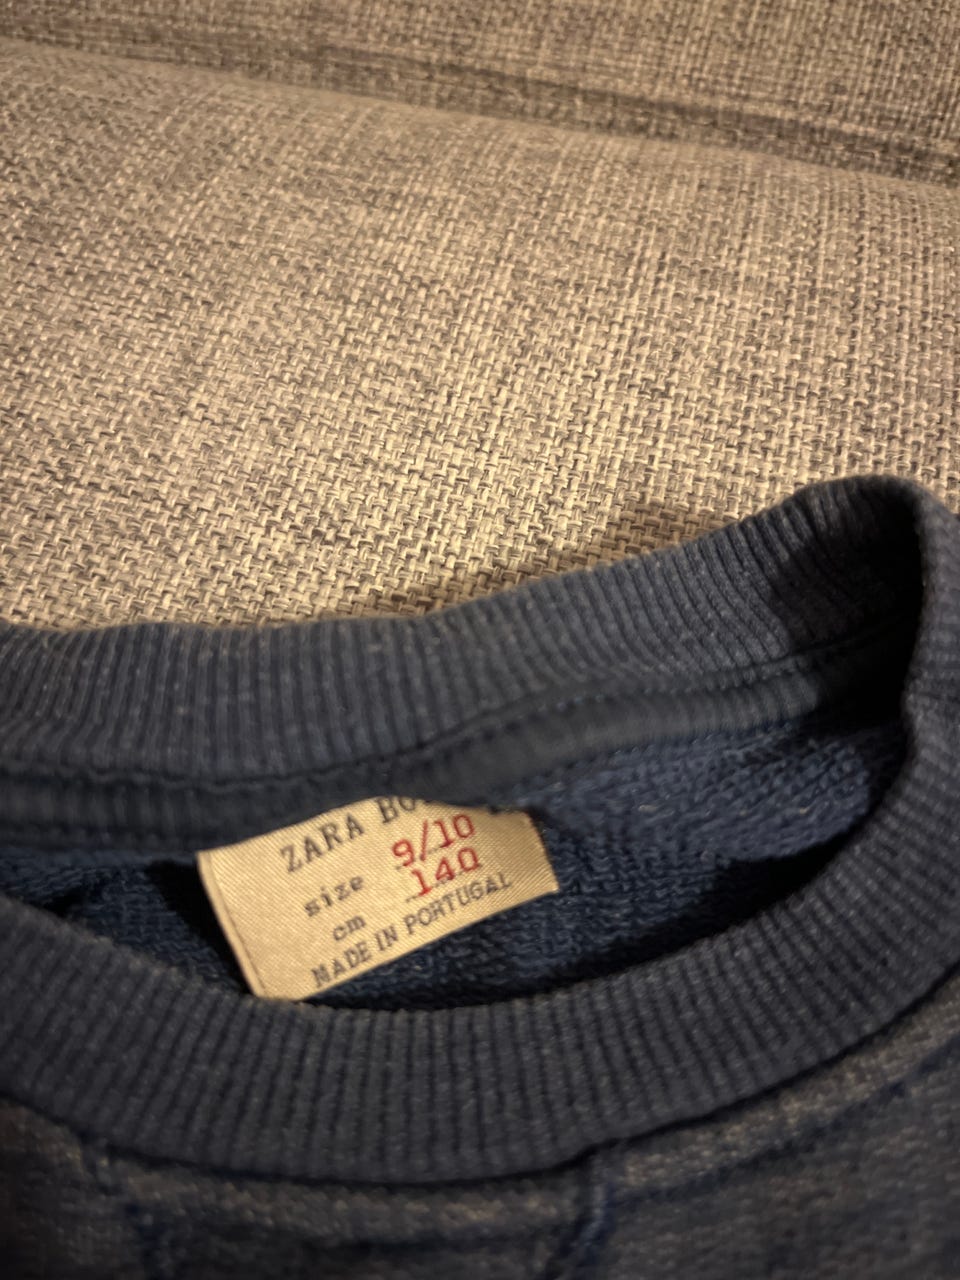 ZARA
size 9/10
cm 140
MADE IN PORTUGAL